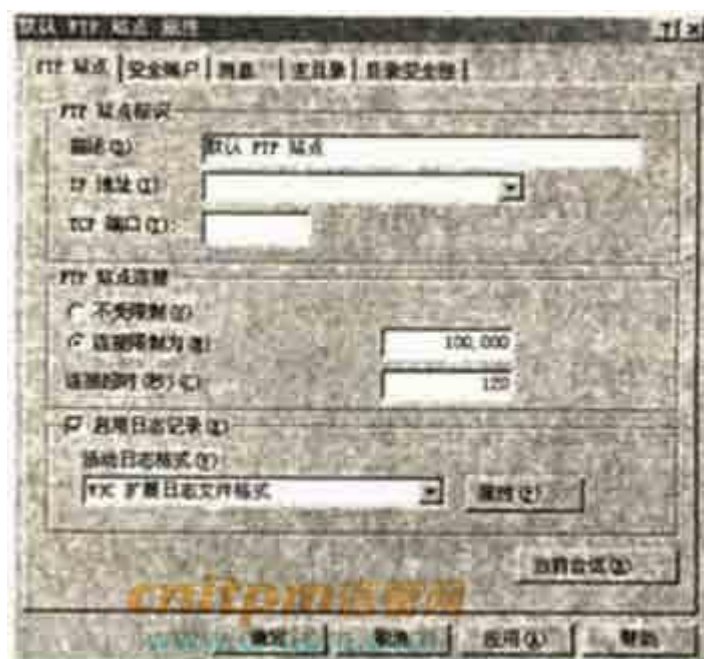 默认 FTP 站点 属性
FTP 站点 安全账户 消息 主目录 目录安全性
FTP 站点标识
描述(D): 默认 FTP 站点
IP 地址(I):
TCP 端口(T):
FTP 站点连接
不受限制(U)
连接限制为(M) 100,000
连接超时(秒)(C) 120
启用日志记录(E)
活动日志格式(V):
W3C 扩展日志文件格式 属性(P)
当前会话(R)
cnitpm
取消 应用(A) 帮助